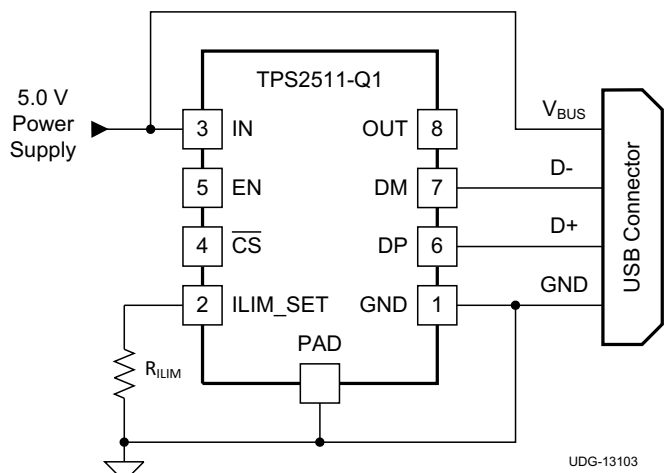 TPS2511-Q1
5.0 V
Power
Supply
3 IN
OUT 8
VBUS
5 EN
DM 7
D-
4 CS
DP 6
D+
2 ILIM_SET
GND 1
GND
USB Connector
PAD
RILIM
UDG-13103